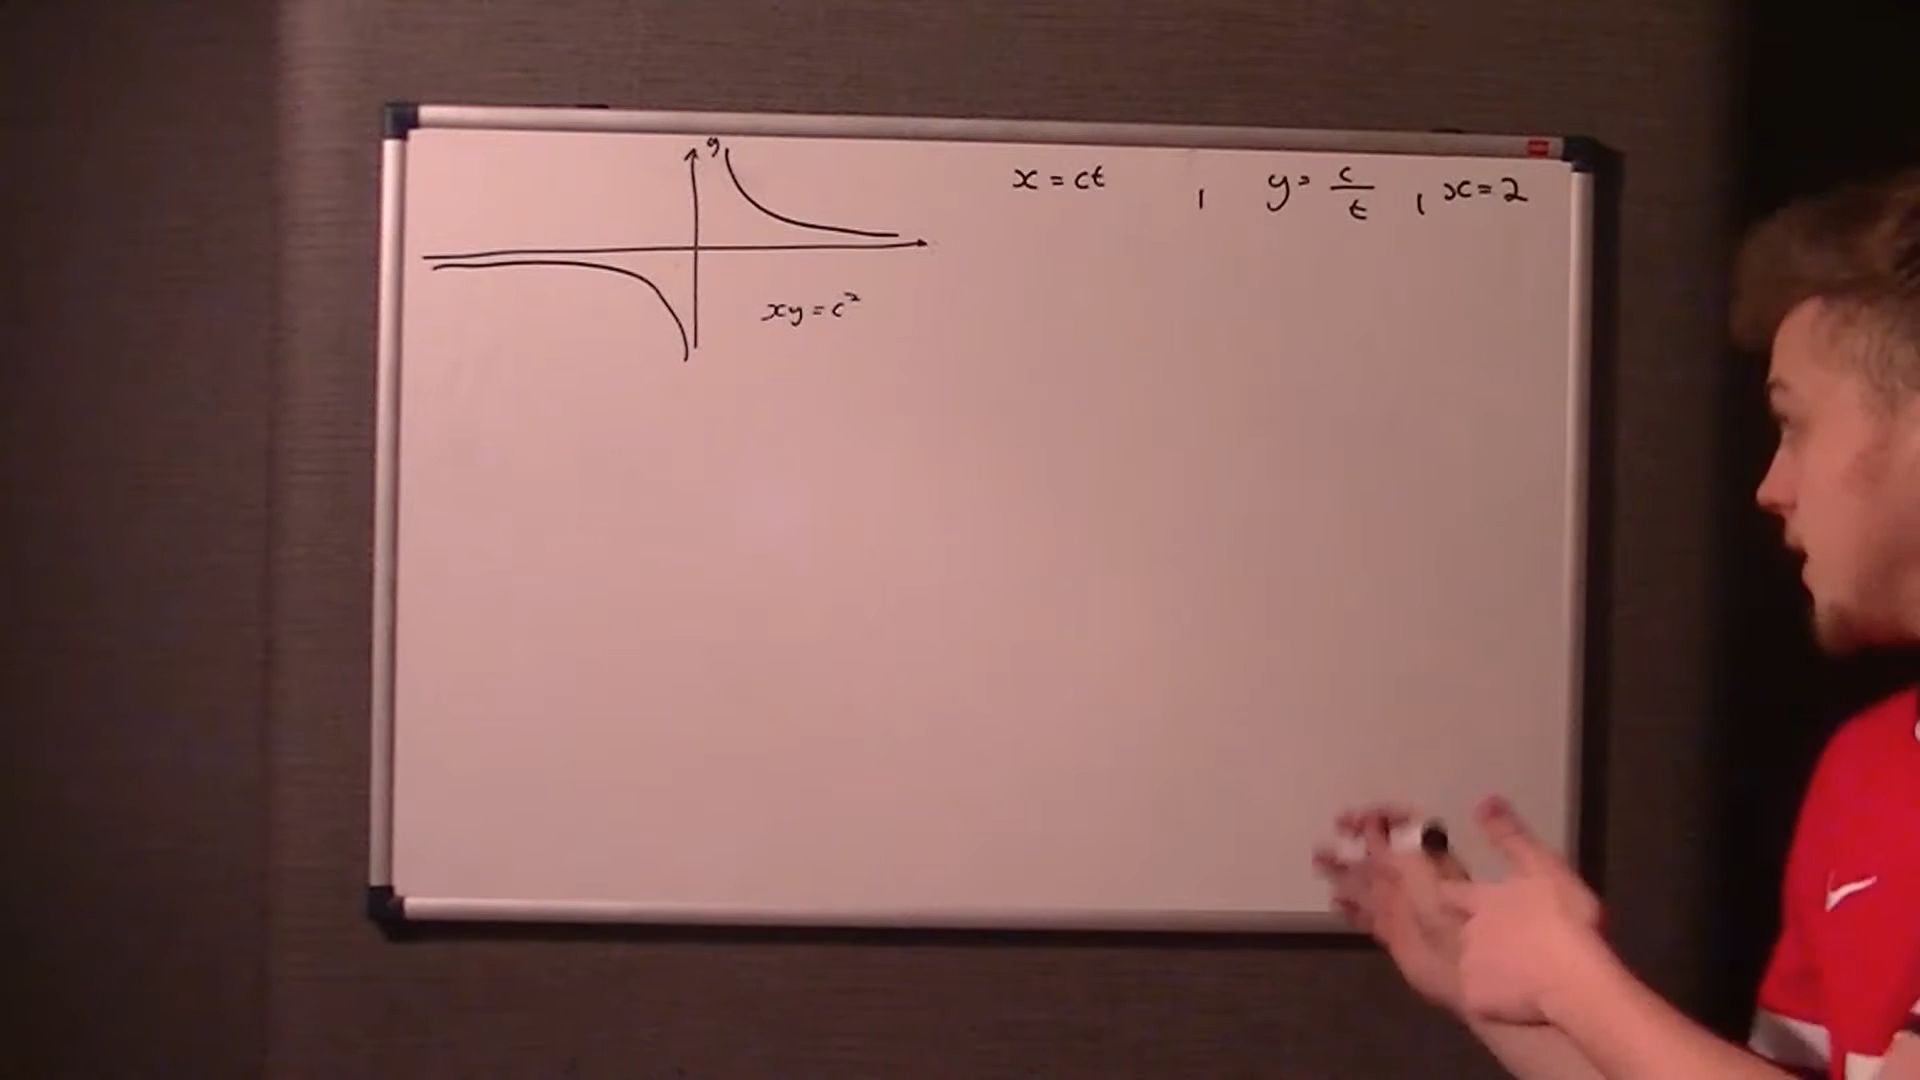 y
x = ct , y = c/t , x = 2
xy = c²